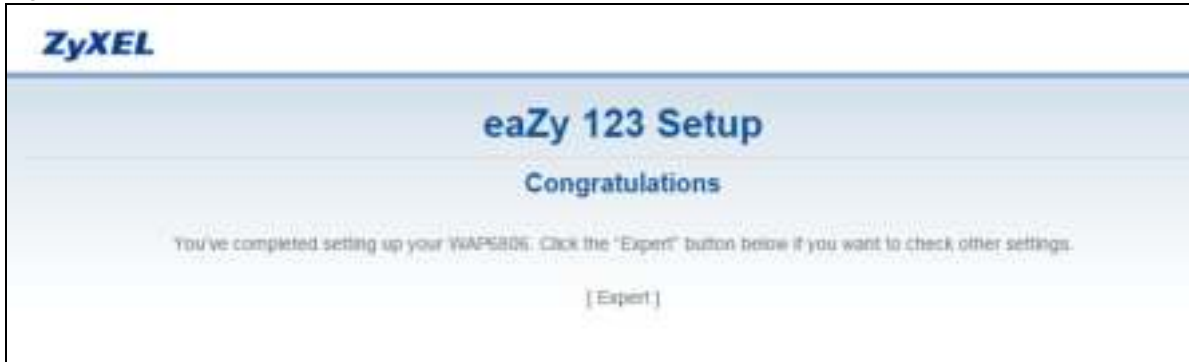 ZyXEL
eaZy 123 Setup
Congratulations
You've completed setting up your WAP6806. Click the "Expert" button below if you want to check other settings.
[ Expert ]